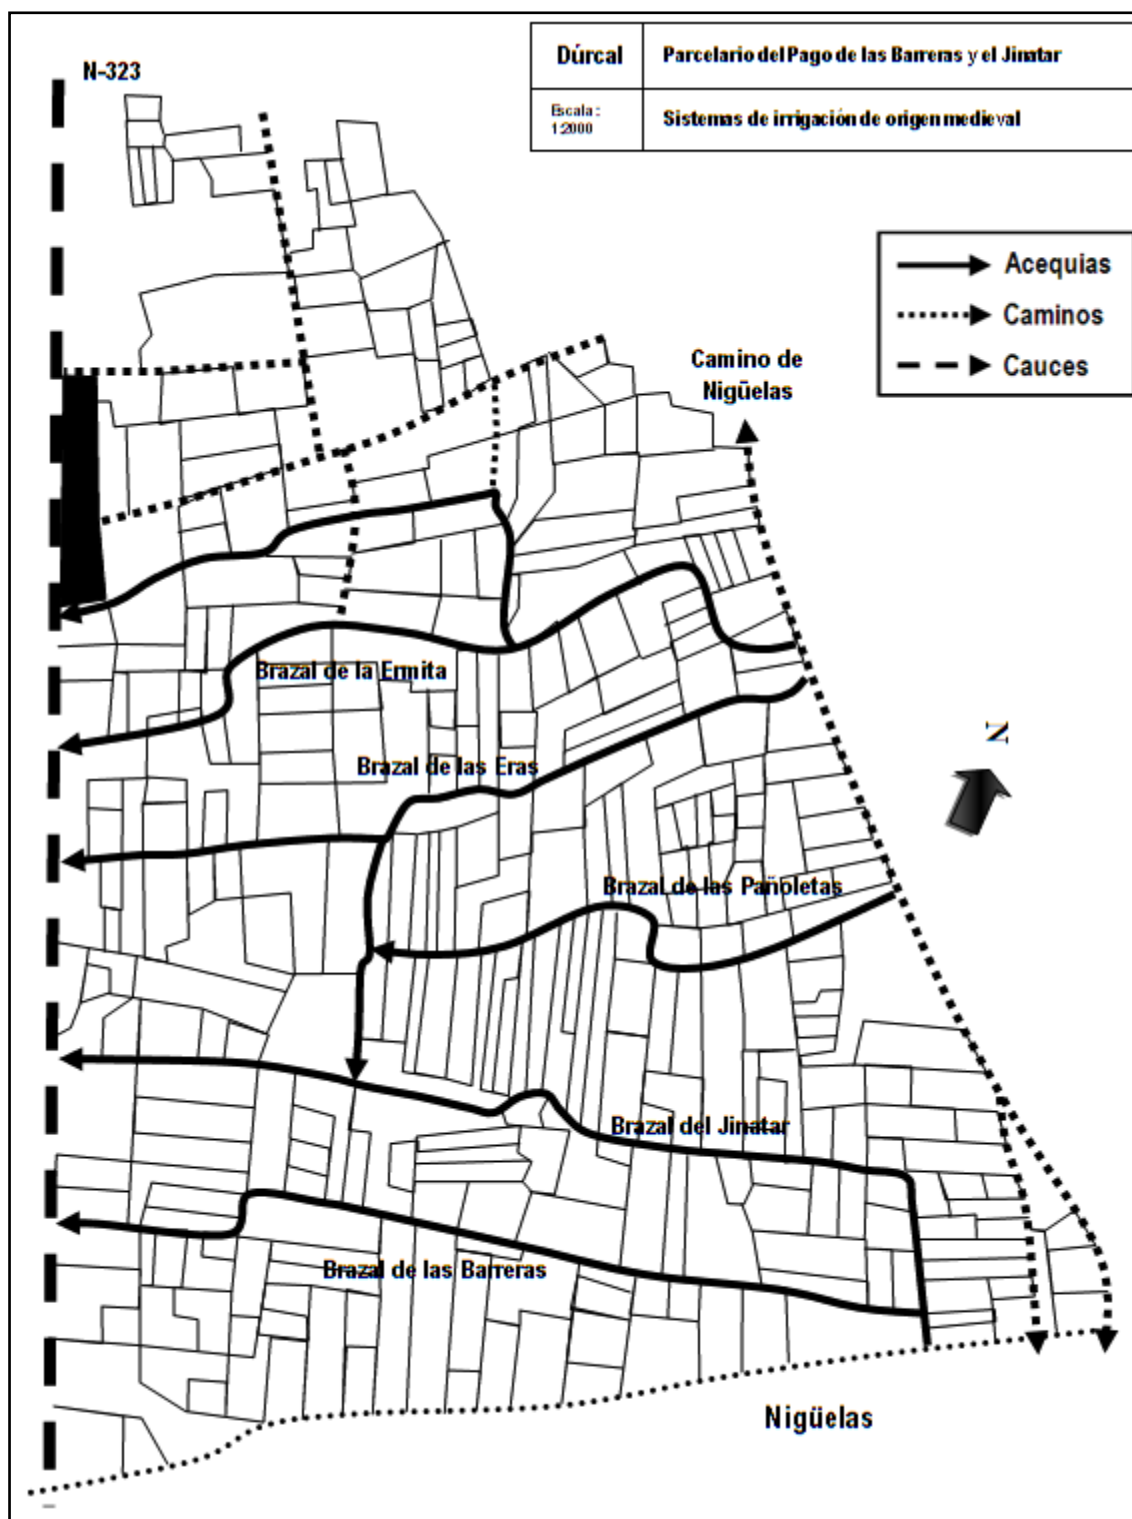 N-323
Dúrcal
Parcelario del Pago de las Barreras y el Jinatar
Escala :
1:2000
Sistemas de irrigación de origen medieval
Acequias
Caminos
Cauces
Camino de
Nigüelas
Brazal de la Ermita
Brazal de las Eras
N
Brazal de las Pañoletas
Brazal del Jinatar
Brazal de las Barreras
Nigüelas